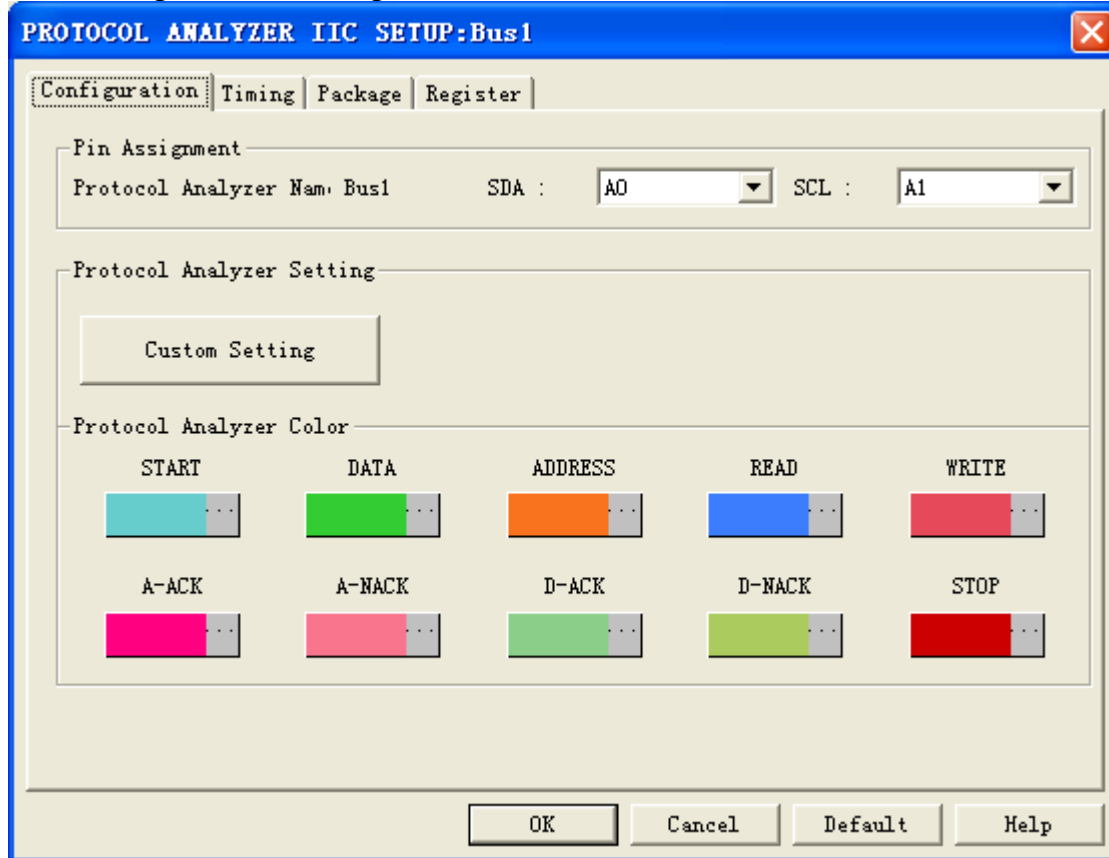 PROTOCOL ANALYZER IIC SETUP:Bus1
Configuration Timing Package Register
Pin Assignment
Protocol Analyzer Nam Bus1 SDA : A0 SCL : A1
Protocol Analyzer Setting
Custom Setting
Protocol Analyzer Color
START DATA ADDRESS READ WRITE
... ... ... ... ...
A-ACK A-NACK D-ACK D-NACK STOP
... ... ... ... ...
OK Cancel Default Help